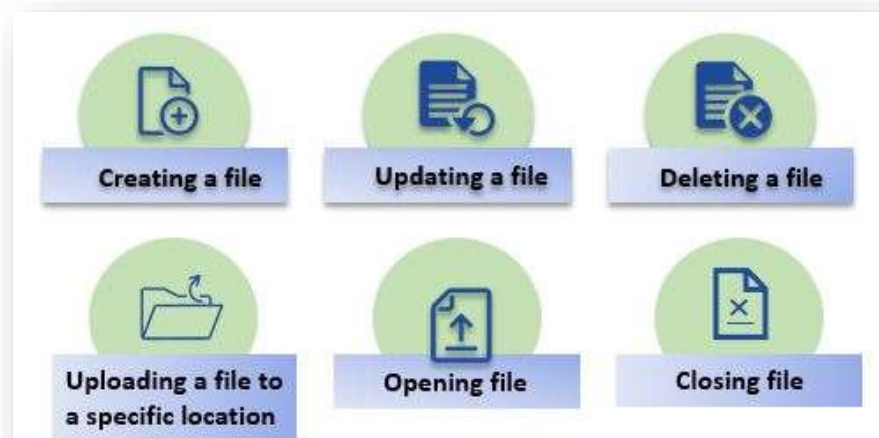 Creating a file
Updating a file
Deleting a file
Uploading a file to
a specific location
Opening file
Closing file